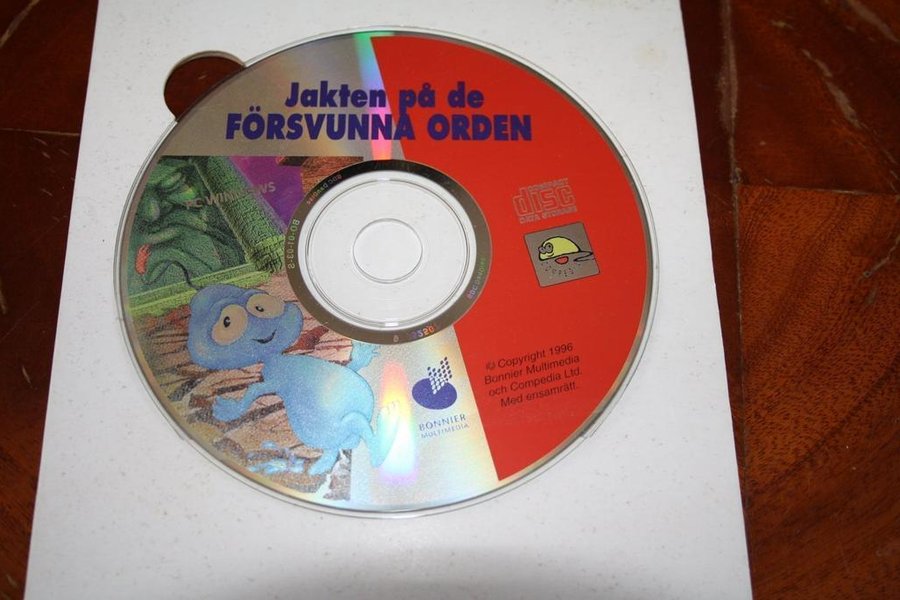 Jakten på de
FÖRSVUNNA ORDEN
PC WINDOWS
COMPACT
disc
DATA STORAGE
© Copyright 1996
Bonnier Multimedia
och Compedia Ltd.
Med ensamrätt.
BONNIER
MULTIMEDIA